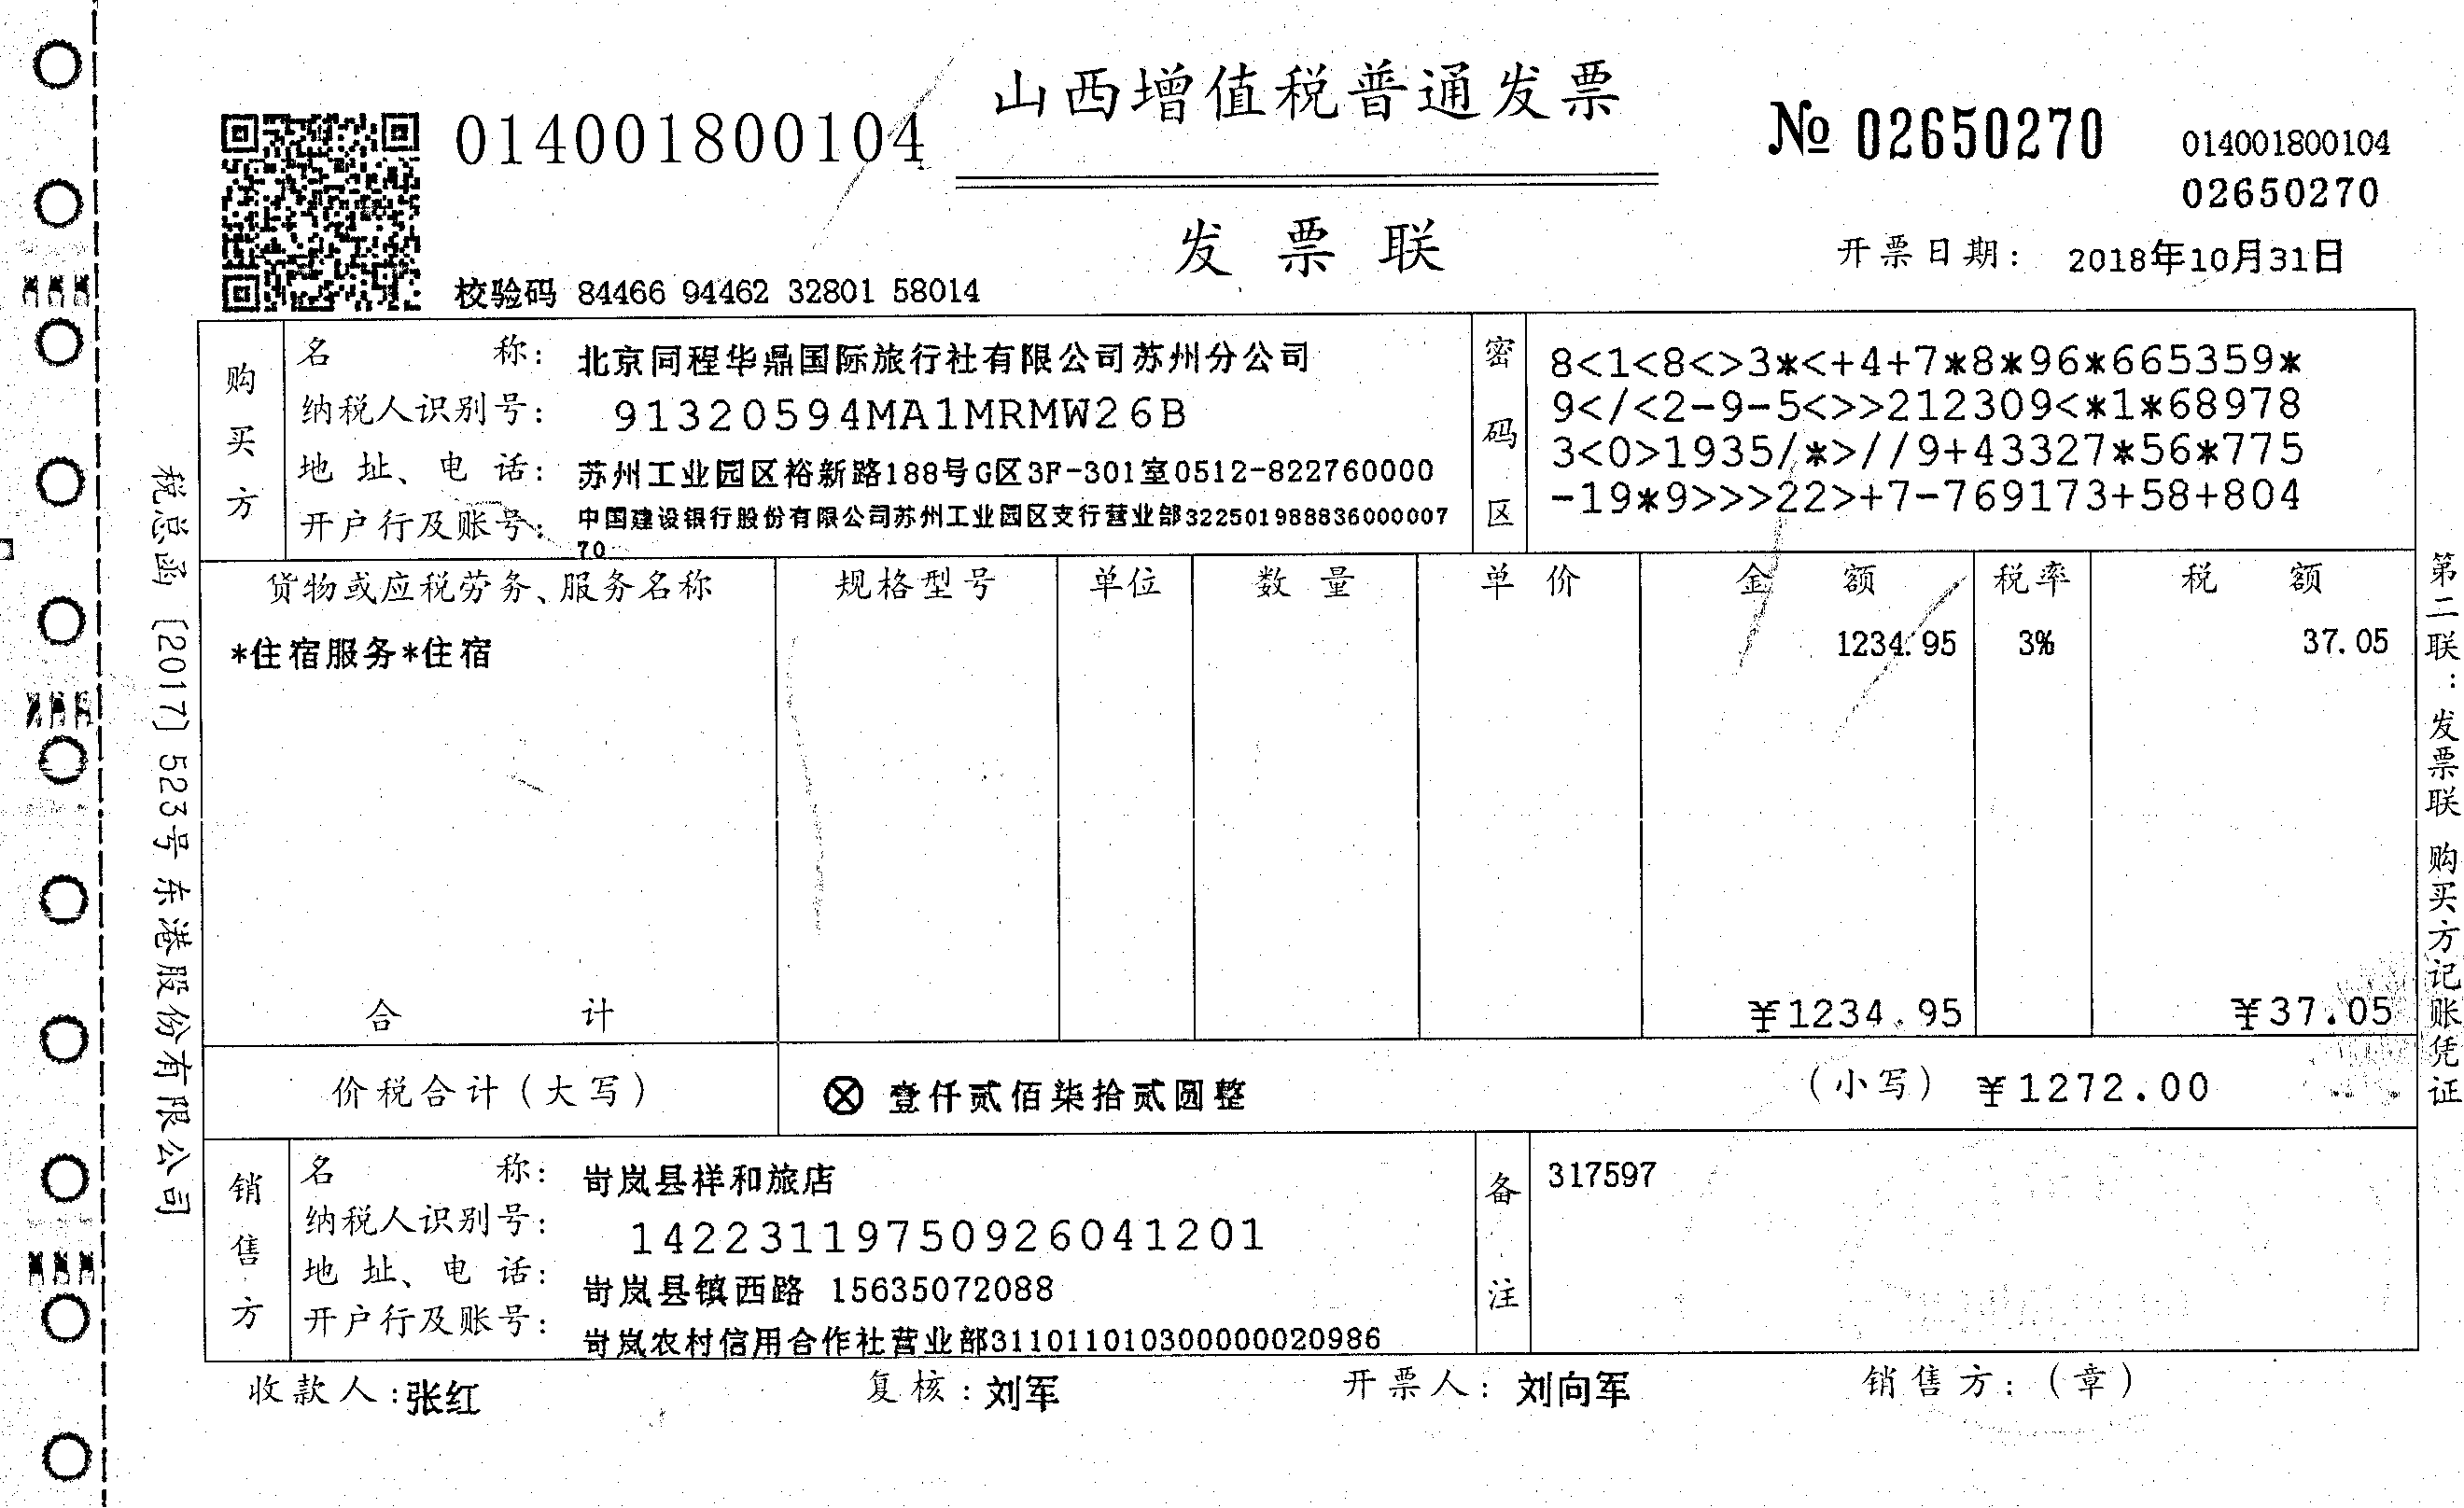 山西增值税普通发票
014001800104
№ 02650270
014001800104
02650270
发票联
开票日期： 2018年10月31日
校验码 84466 94462 32801 58014
购买方
名称： 北京同程华鼎国际旅行社有限公司苏州分公司
纳税人识别号： 91320594MA1MRMW26B
地址、电话： 苏州工业园区裕新路188号G区3F-301室0512-822760000
开户行及账号： 中国建设银行股份有限公司苏州工业园区支行营业部3225019888360000007
70
密码区
8<1<8<>3*<+4+7*8*96*665359*
9</<2-9-5<>>212309<*1*68978
3<0>1935/*>//9+43327*56*775
-19*9>>>22>+7-769173+58+804
货物或应税劳务、服务名称 规格型号 单位 数量 单价 金额 税率 税额
*住宿服务*住宿 1234.95 3% 37.05
合计 ¥1234.95 ¥37.05
价税合计（大写） ⊗ 壹仟贰佰柒拾贰圆整 （小写） ¥1272.00
销售方
名称： 岢岚县祥和旅店
纳税人识别号： 14223119750926041201
地址、电话： 岢岚县镇西路 15635072088
开户行及账号： 岢岚农村信用合作社营业部311011010300000020986
备注
317597
收款人：张红 复核：刘军 开票人：刘向军 销售方：（章）
税总函〔2017〕523号 东港股份有限公司
第二联：发票联 购买方记账凭证